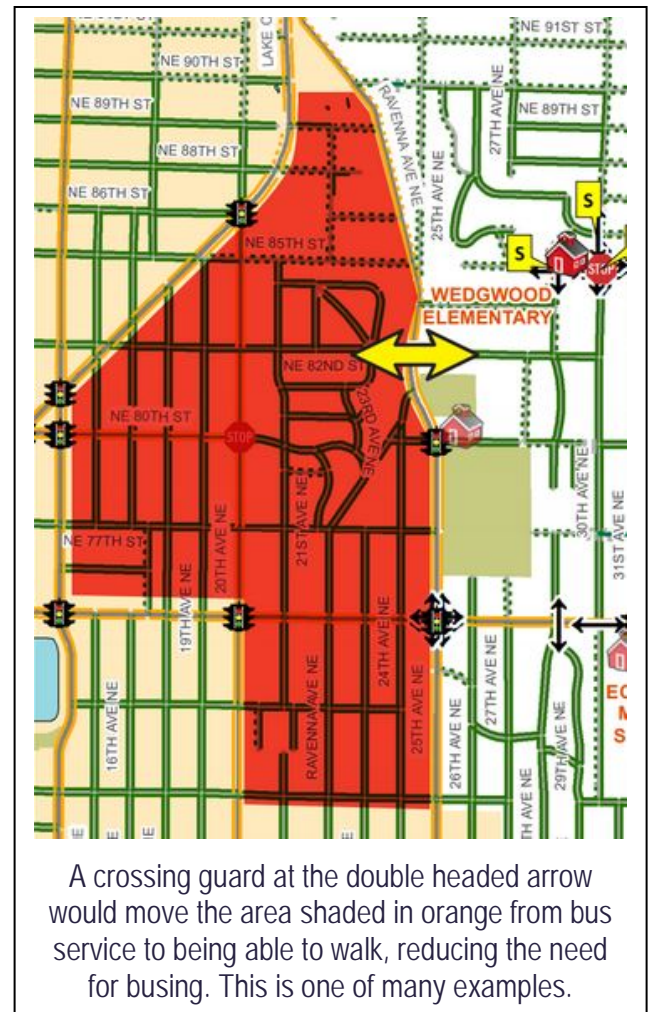 NE 91ST ST
NE 90TH ST
LAKE
NE 89TH ST
RAVENNA AVE NE
27TH AVE NE
NE 89TH ST
NE 88TH ST
25TH AVE NE
NE 86TH ST
S
S
STOP
NE 85TH ST
WEDGWOOD
ELEMENTARY
NE 82ND ST
23RD AVE NE
NE 80TH ST
STOP
NE 77TH ST
20TH AVE NE
21ST AVE NE
30TH AVE NE
31ST AVE NE
19TH AVE NE
24TH AVE NE
16TH AVE NE
RAVENNA AVE NE
25TH AVE NE
26TH AVE NE
27TH AVE NE
29TH AVE NE
A crossing guard at the double headed arrow
would move the area shaded in orange from bus
service to being able to walk, reducing the need
for busing. This is one of many examples.